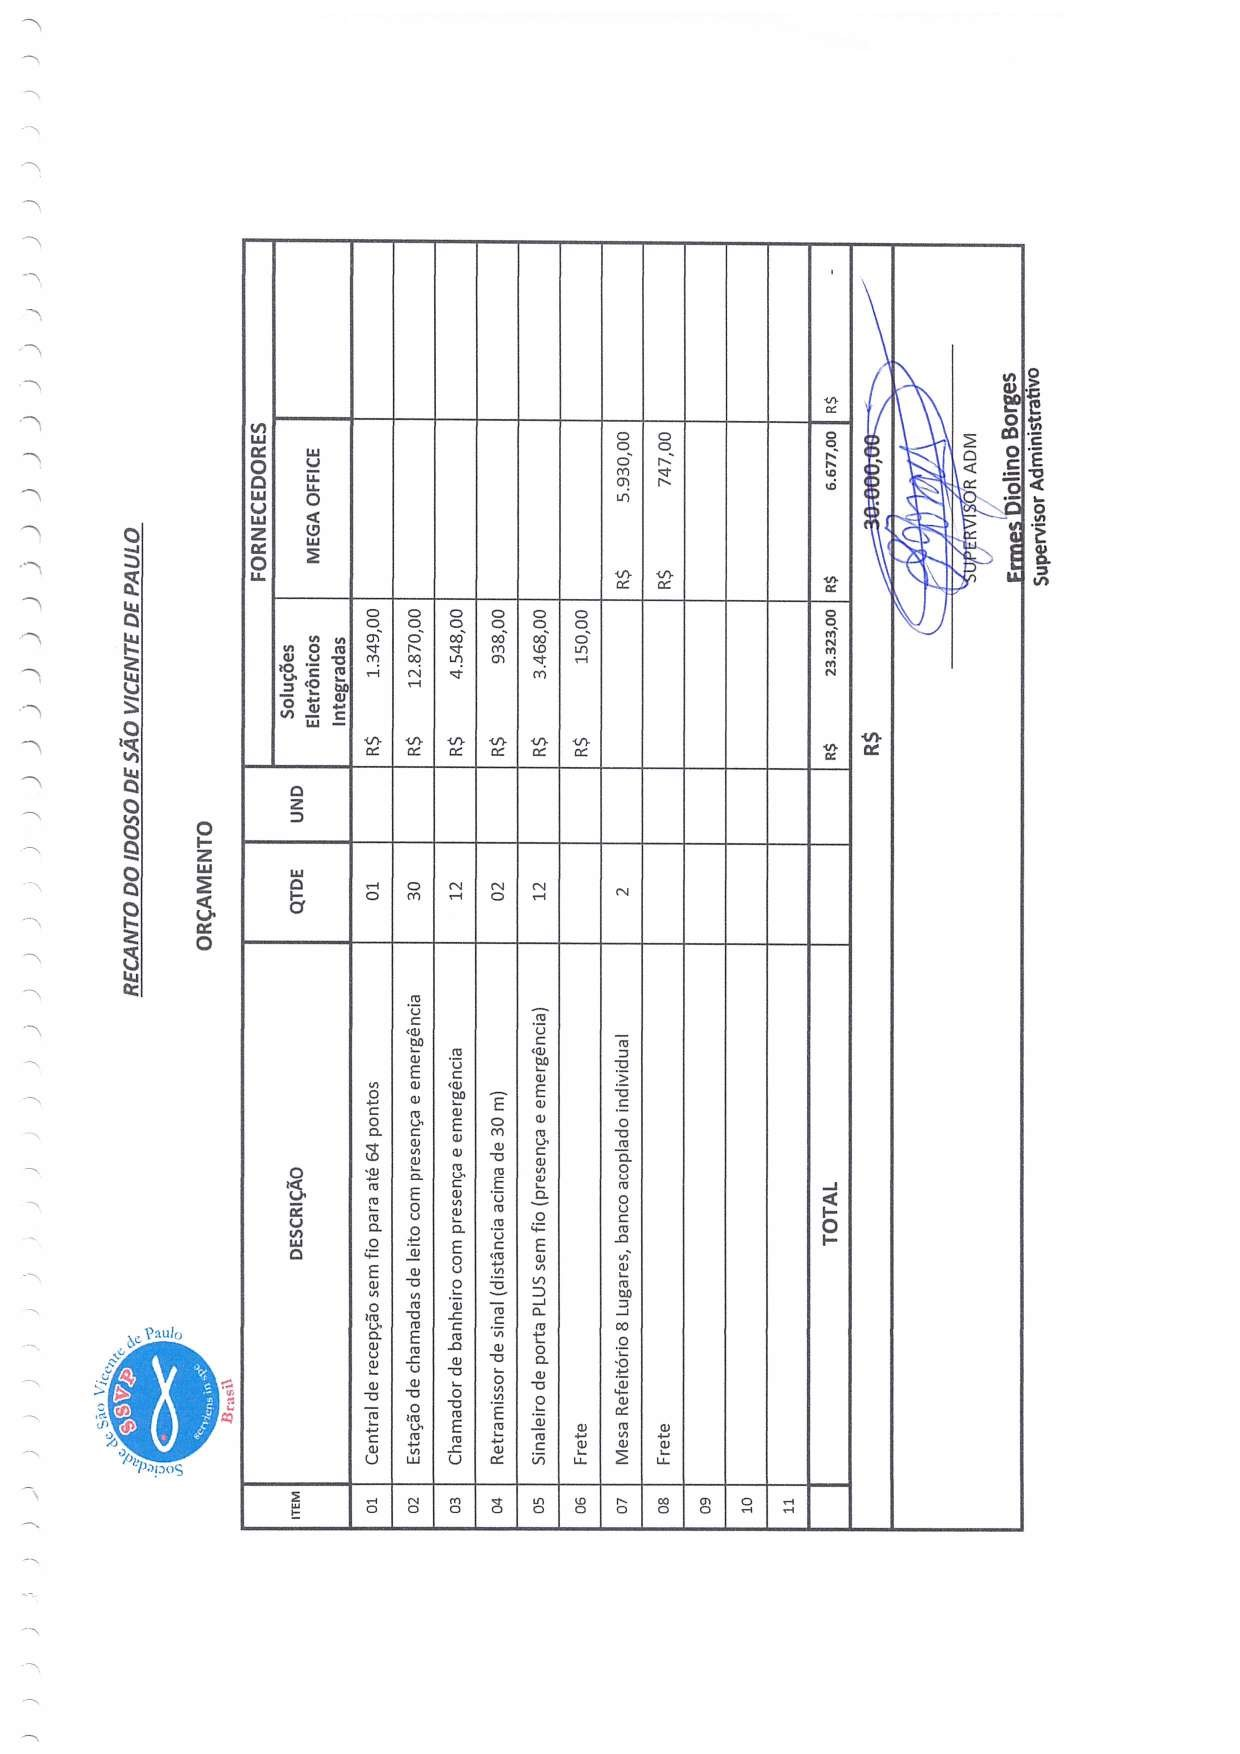 Sociedade de São Vicente de Paulo
SSVP
serviens in spe
Brasil
RECANTO DO IDOSO DE SÃO VICENTE DE PAULO
ORÇAMENTO
ITEM DESCRIÇÃO QTDE UND FORNECEDORES
Soluções Eletrônicos Integradas MEGA OFFICE
01 Central de recepção sem fio para até 64 pontos 01 R$ 1.349,00
02 Estação de chamadas de leito com presença e emergência 30 R$ 12.870,00
03 Chamador de banheiro com presença e emergência 12 R$ 4.548,00
04 Retramissor de sinal (distância acima de 30 m) 02 R$ 938,00
05 Sinaleiro de porta PLUS sem fio (presença e emergência) 12 R$ 3.468,00
06 Frete R$ 150,00
07 Mesa Refeitório 8 Lugares, banco acoplado individual 2 R$ 5.930,00
08 Frete R$ 747,00
09
10
11
TOTAL R$ 23.323,00 R$ 6.677,00 R$ -
R$ 30.000,00
SUPERVISOR ADM
Ermes Diolino Borges
Supervisor Administrativo